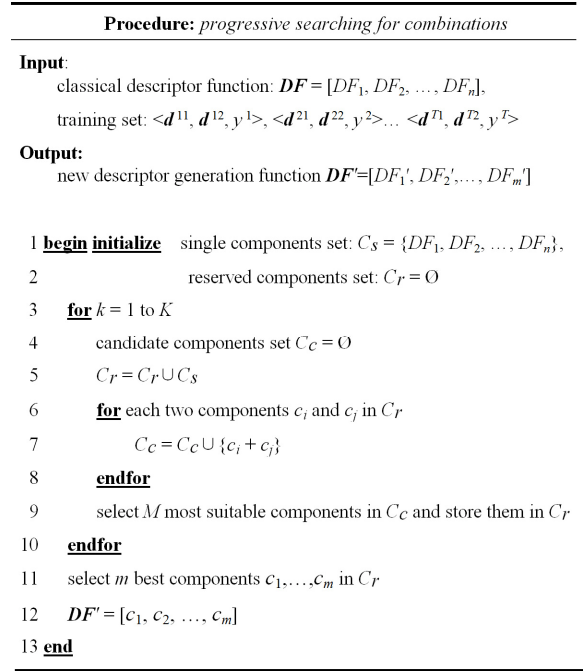 Procedure: progressive searching for combinations
Input:
classical descriptor function: DF = [DF₁, DF₂, …, DFₙ],
training set: <d¹¹, d¹², y¹>, <d²¹, d²², y²>… <dᵀ¹, dᵀ², yᵀ>
Output:
new descriptor generation function DF'=[DF₁', DF₂',…, DFₘ']
1 begin initialize single components set: Cₛ = {DF₁, DF₂, …, DFₙ},
2 reserved components set: Cᵣ = Ø
3 for k = 1 to K
4 candidate components set C_C = Ø
5 Cᵣ = Cᵣ ∪ Cₛ
6 for each two components cᵢ and cⱼ in Cᵣ
7 C_C = C_C ∪ {cᵢ + cⱼ}
8 endfor
9 select M most suitable components in C_C and store them in Cᵣ
10 endfor
11 select m best components c₁,…,cₘ in Cᵣ
12 DF' = [c₁, c₂, …, cₘ]
13 end